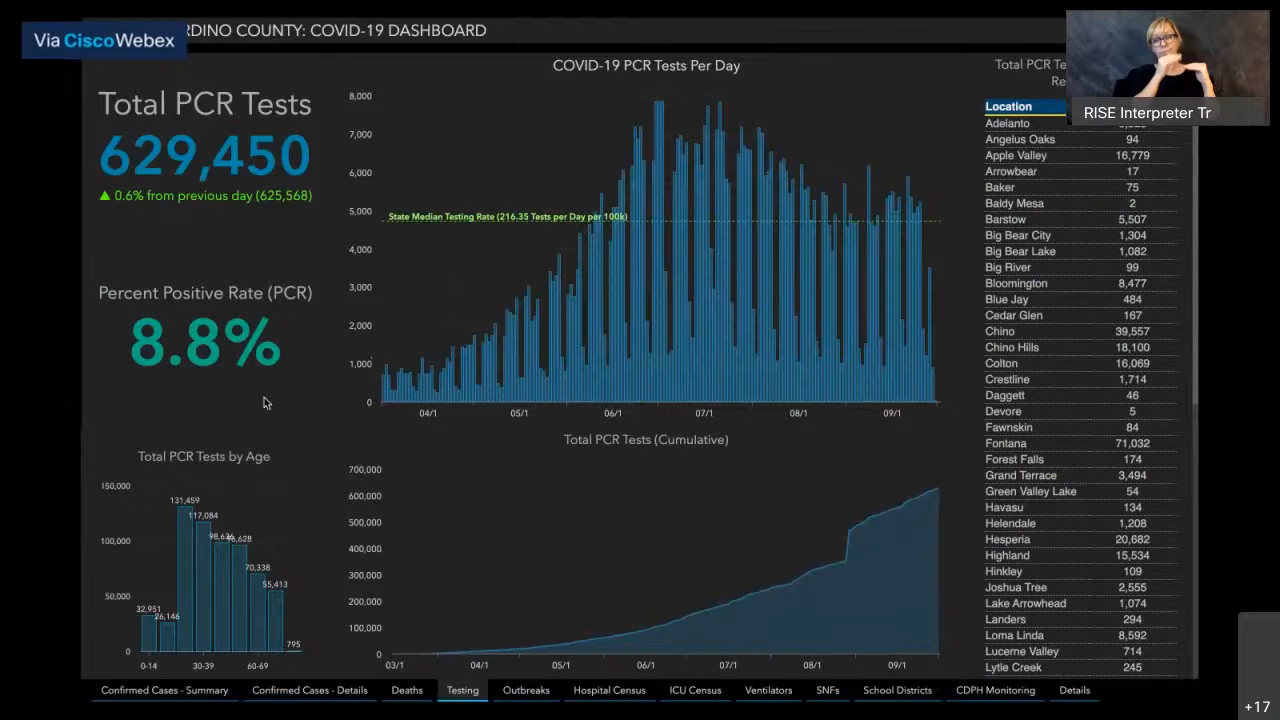 Via CiscoWebex
RDINO COUNTY: COVID-19 DASHBOARD
Total PCR Tests
629,450
▲ 0.6% from previous day (625,568)
Percent Positive Rate (PCR)
8.8%
Total PCR Tests by Age
150,000
100,000
50,000
0
32,951
26,146
131,459
117,084
70,338
55,413
795
0-14
30-39
60-69
COVID-19 PCR Tests Per Day
8,000
7,000
6,000
5,000
4,000
3,000
2,000
1,000
0
State Median Testing Rate (216.35 Tests per Day per 100k)
04/1
05/1
06/1
07/1
08/1
09/1
Total PCR Tests (Cumulative)
700,000
600,000
500,000
400,000
300,000
200,000
100,000
0
03/1
04/1
05/1
06/1
07/1
08/1
09/1
Total PCR Te
Re
RISE Interpreter Tr
Location
Adelanto
Angelus Oaks 94
Apple Valley 16,779
Arrowbear 17
Baker 75
Baldy Mesa 2
Barstow 5,507
Big Bear City 1,304
Big Bear Lake 1,082
Big River 99
Bloomington 8,477
Blue Jay 484
Cedar Glen 167
Chino 39,557
Chino Hills 18,100
Colton 16,069
Crestline 1,714
Daggett 46
Devore 5
Fawnskin 84
Fontana 71,032
Forest Falls 174
Grand Terrace 3,494
Green Valley Lake 54
Havasu 134
Helendale 1,208
Hesperia 20,682
Highland 15,534
Hinkley 109
Joshua Tree 2,555
Lake Arrowhead 1,074
Landers 294
Loma Linda 8,592
Lucerne Valley 714
Lytle Creek 245
Confirmed Cases - Summary
Confirmed Cases - Details
Deaths
Testing
Outbreaks
Hospital Census
ICU Census
Ventilators
SNFs
School Districts
CDPH Monitoring
Details
+17